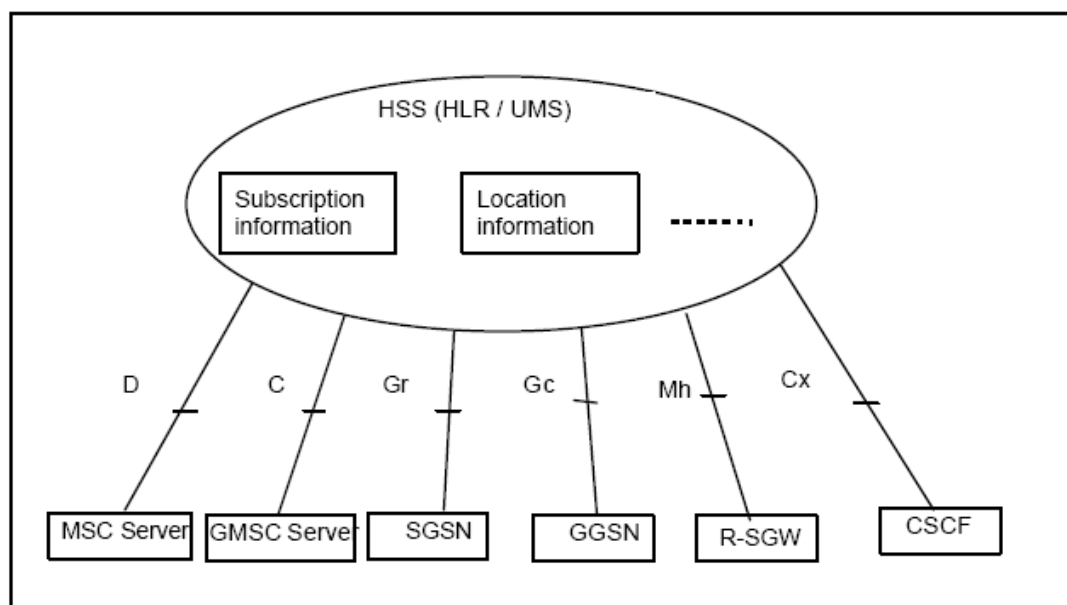 HSS (HLR / UMS)
Subscription
information
Location
information
D
C
Gr
Gc
Mh
Cx
MSC Server
GMSC Server
SGSN
GGSN
R-SGW
CSCF